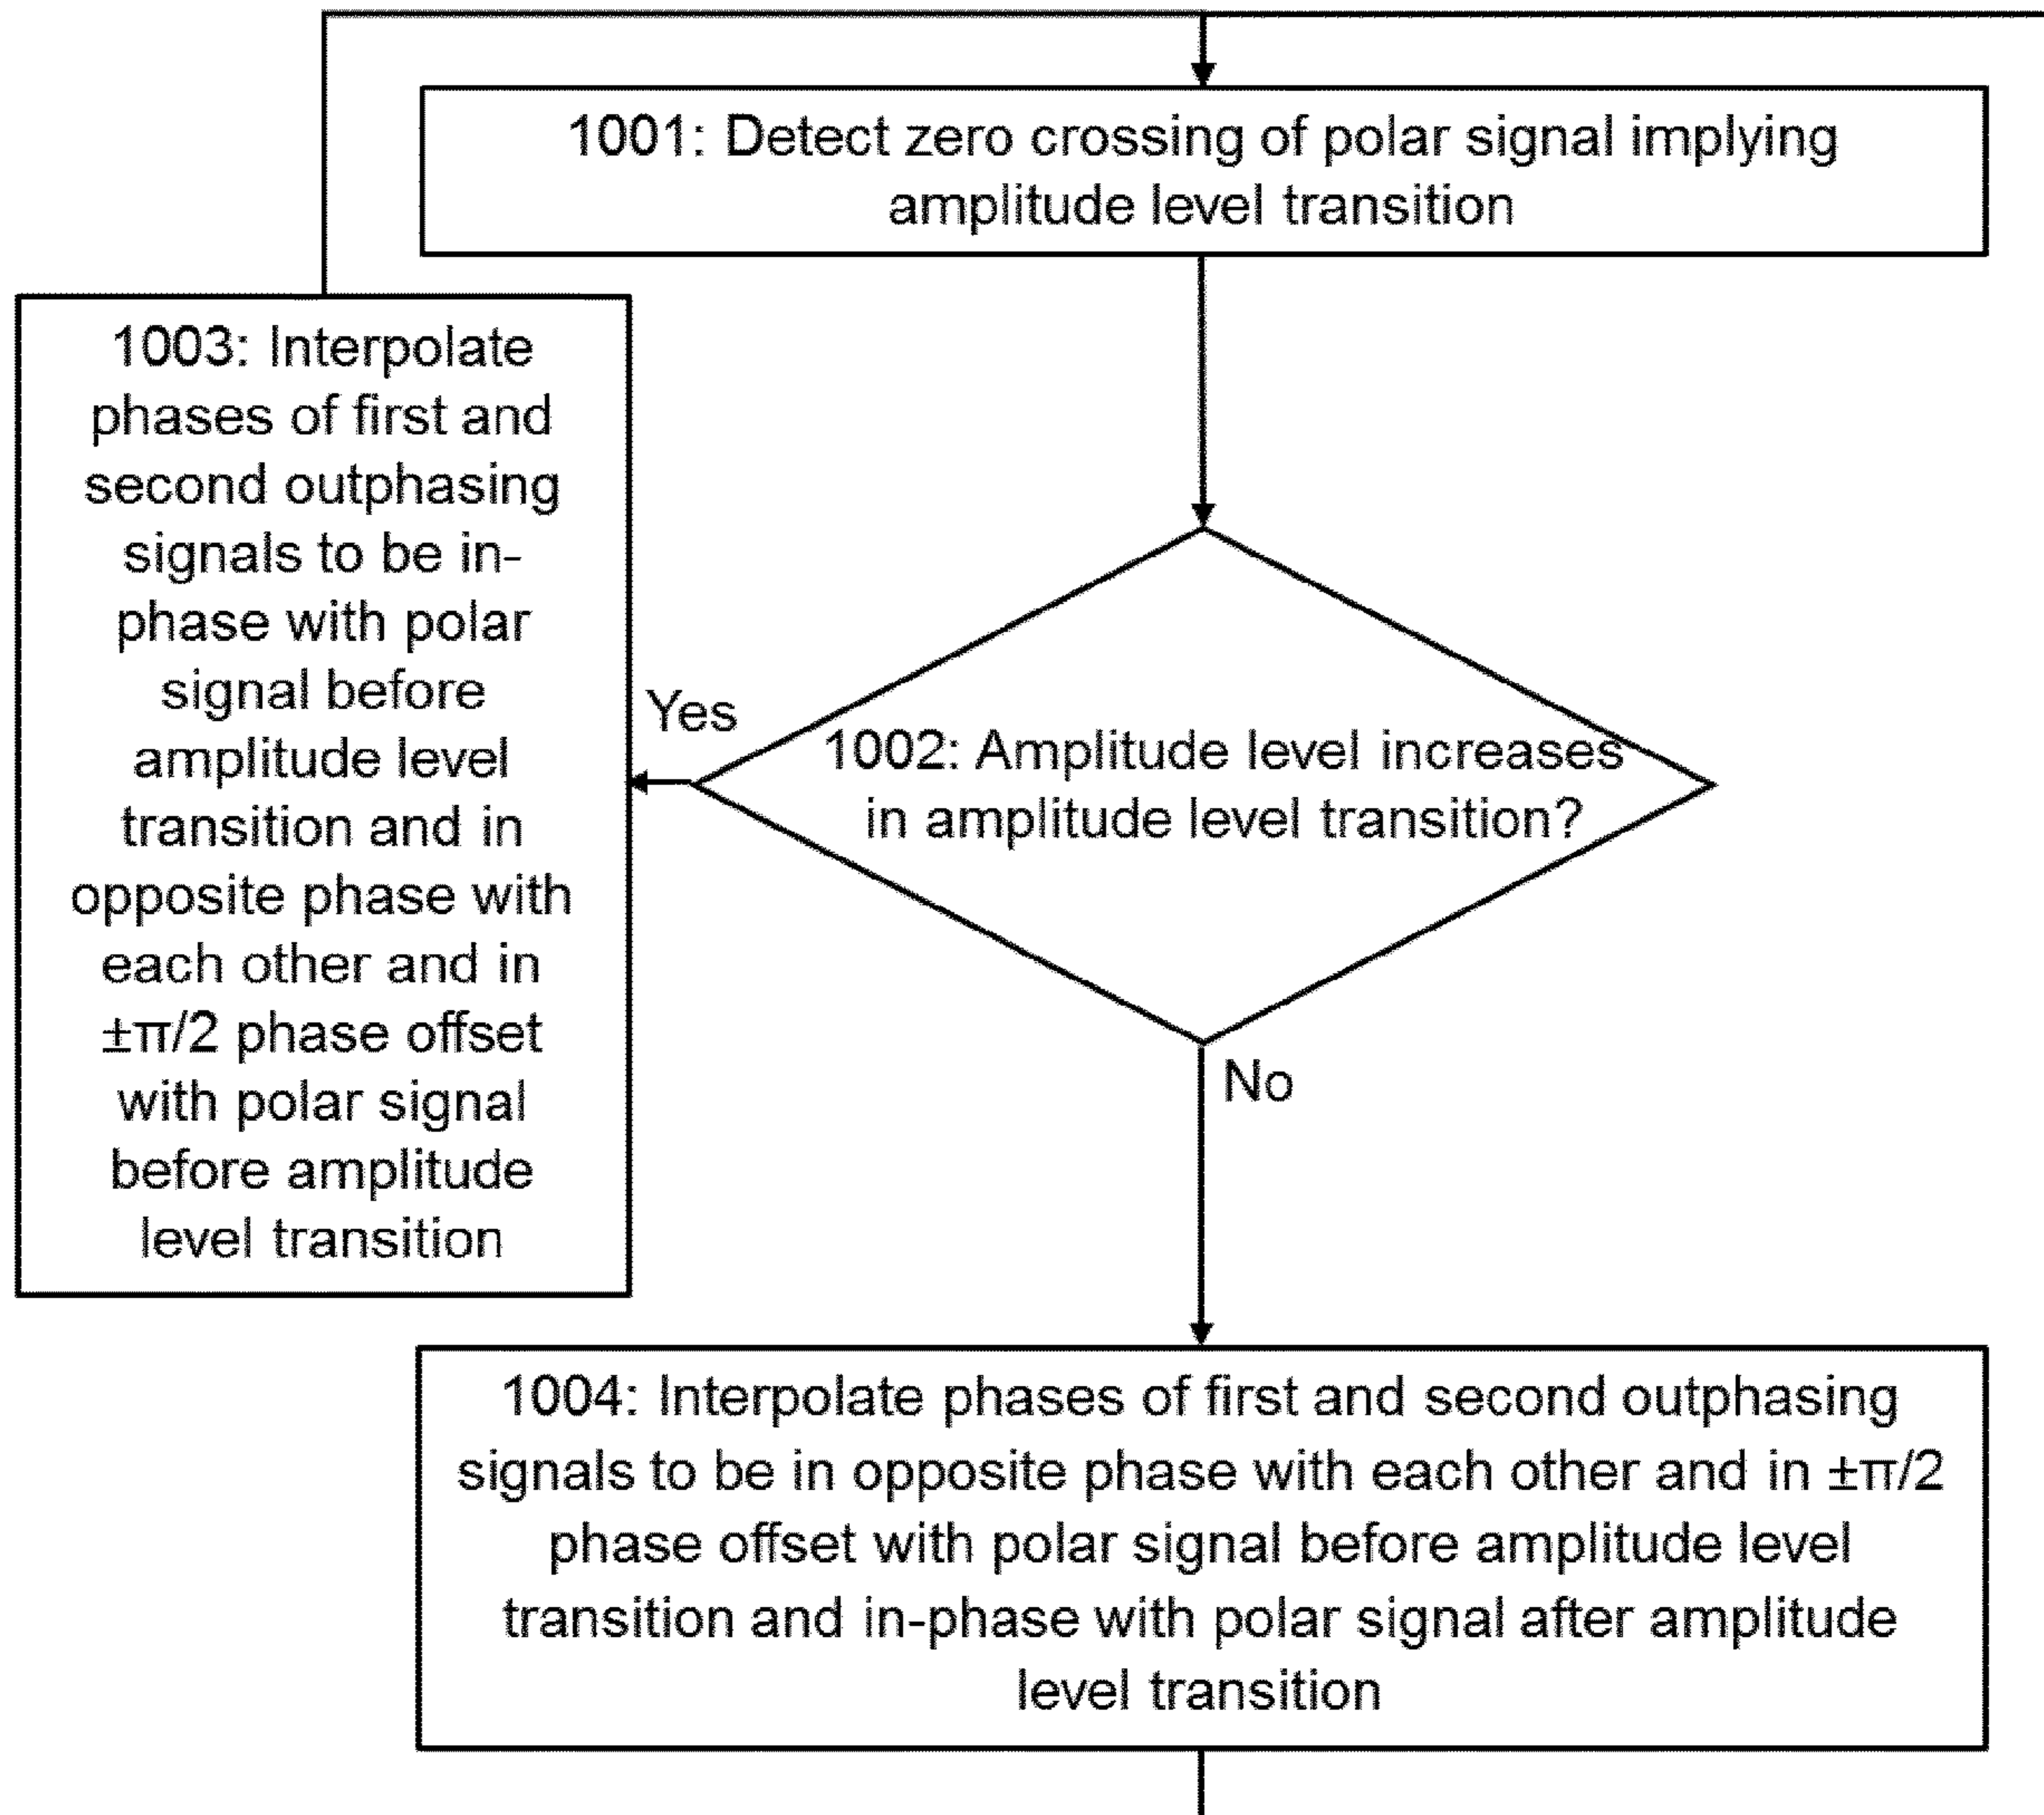 1001: Detect zero crossing of polar signal implying
amplitude level transition
1003: Interpolate
phases of first and
second outphasing
signals to be in-
phase with polar
signal before
amplitude level
transition and in
opposite phase with
each other and in
±π/2 phase offset
with polar signal
before amplitude
level transition
Yes
1002: Amplitude level increases
in amplitude level transition?
No
1004: Interpolate phases of first and second outphasing
signals to be in opposite phase with each other and in ±π/2
phase offset with polar signal before amplitude level
transition and in-phase with polar signal after amplitude
level transition